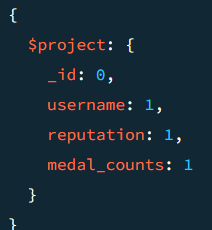 {
  $project: {
    _id: 0,
    username: 1,
    reputation: 1,
    medal_counts: 1
  }
}